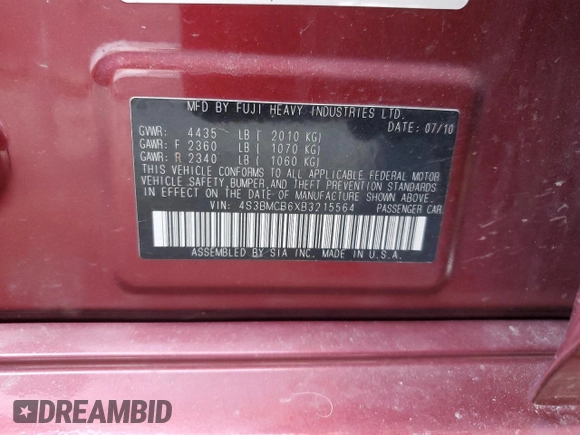 MFD BY FUJI HEAVY INDUSTRIES LTD.
DATE: 07/10
GVWR: 4435 LB ( 2010 KG)
GAWR: F 2360 LB ( 1070 KG)
GAWR: R 2340 LB ( 1060 KG)
THIS VEHICLE CONFORMS TO ALL APPLICABLE FEDERAL MOTOR
VEHICLE SAFETY, BUMPER, AND THEFT PREVENTION STANDARDS
IN EFFECT ON THE DATE OF MANUFACTURE SHOWN ABOVE.
VIN: 4S3BMCB6XB3215564 PASSENGER CAR
ASSEMBLED BY SIA INC. MADE IN U.S.A.
DREAMBID